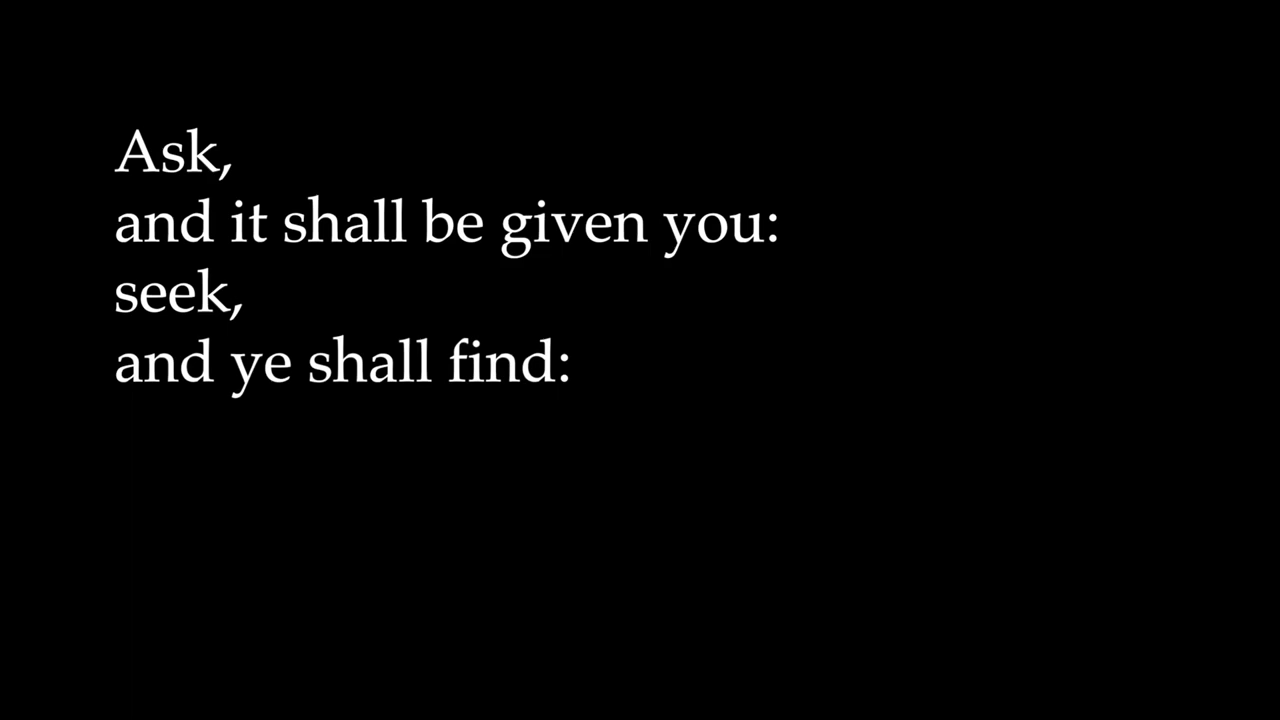 Ask,
and it shall be given you:
seek,
and ye shall find: